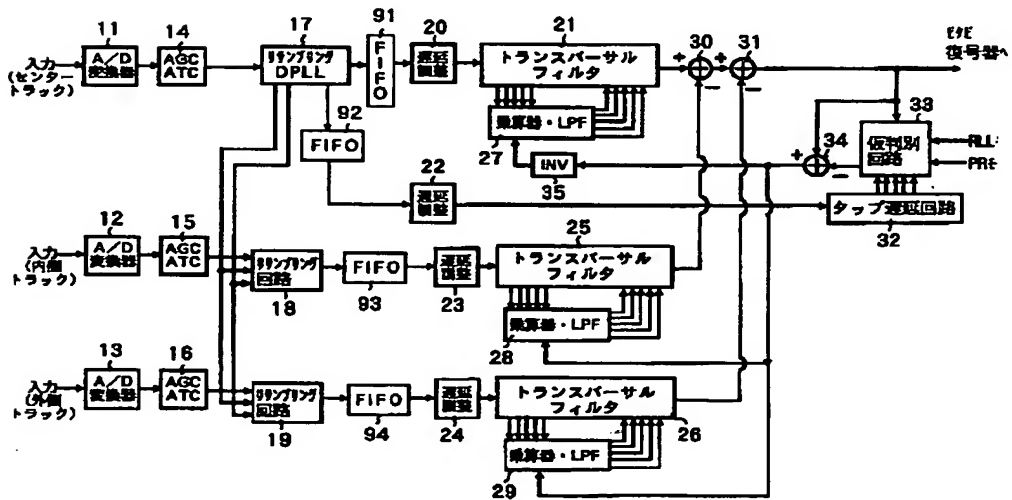 11
14
17
91
20
21
30
31
入力
(センター
トラック)
A/D
変換器
AGC
ATC
リサンプリング
DPLL
FIFO
遅延
調整
トランスバーサル
フィルタ
+
+
−
−
復号器へ
92
FIFO
乗算器・LPF
27
INV
35
33
34
+
−
仮判別
回路
RLL
PR
22
遅延
調整
タップ遅延回路
32
12
15
25
入力
(内側
トラック)
A/D
変換器
AGC
ATC
リサンプリング
回路
18
FIFO
93
遅延
調整
23
トランスバーサル
フィルタ
乗算器・LPF
28
13
16
入力
(外側
トラック)
A/D
変換器
AGC
ATC
リサンプリング
回路
19
FIFO
94
遅延
調整
24
トランスバーサル
フィルタ
26
乗算器・LPF
29